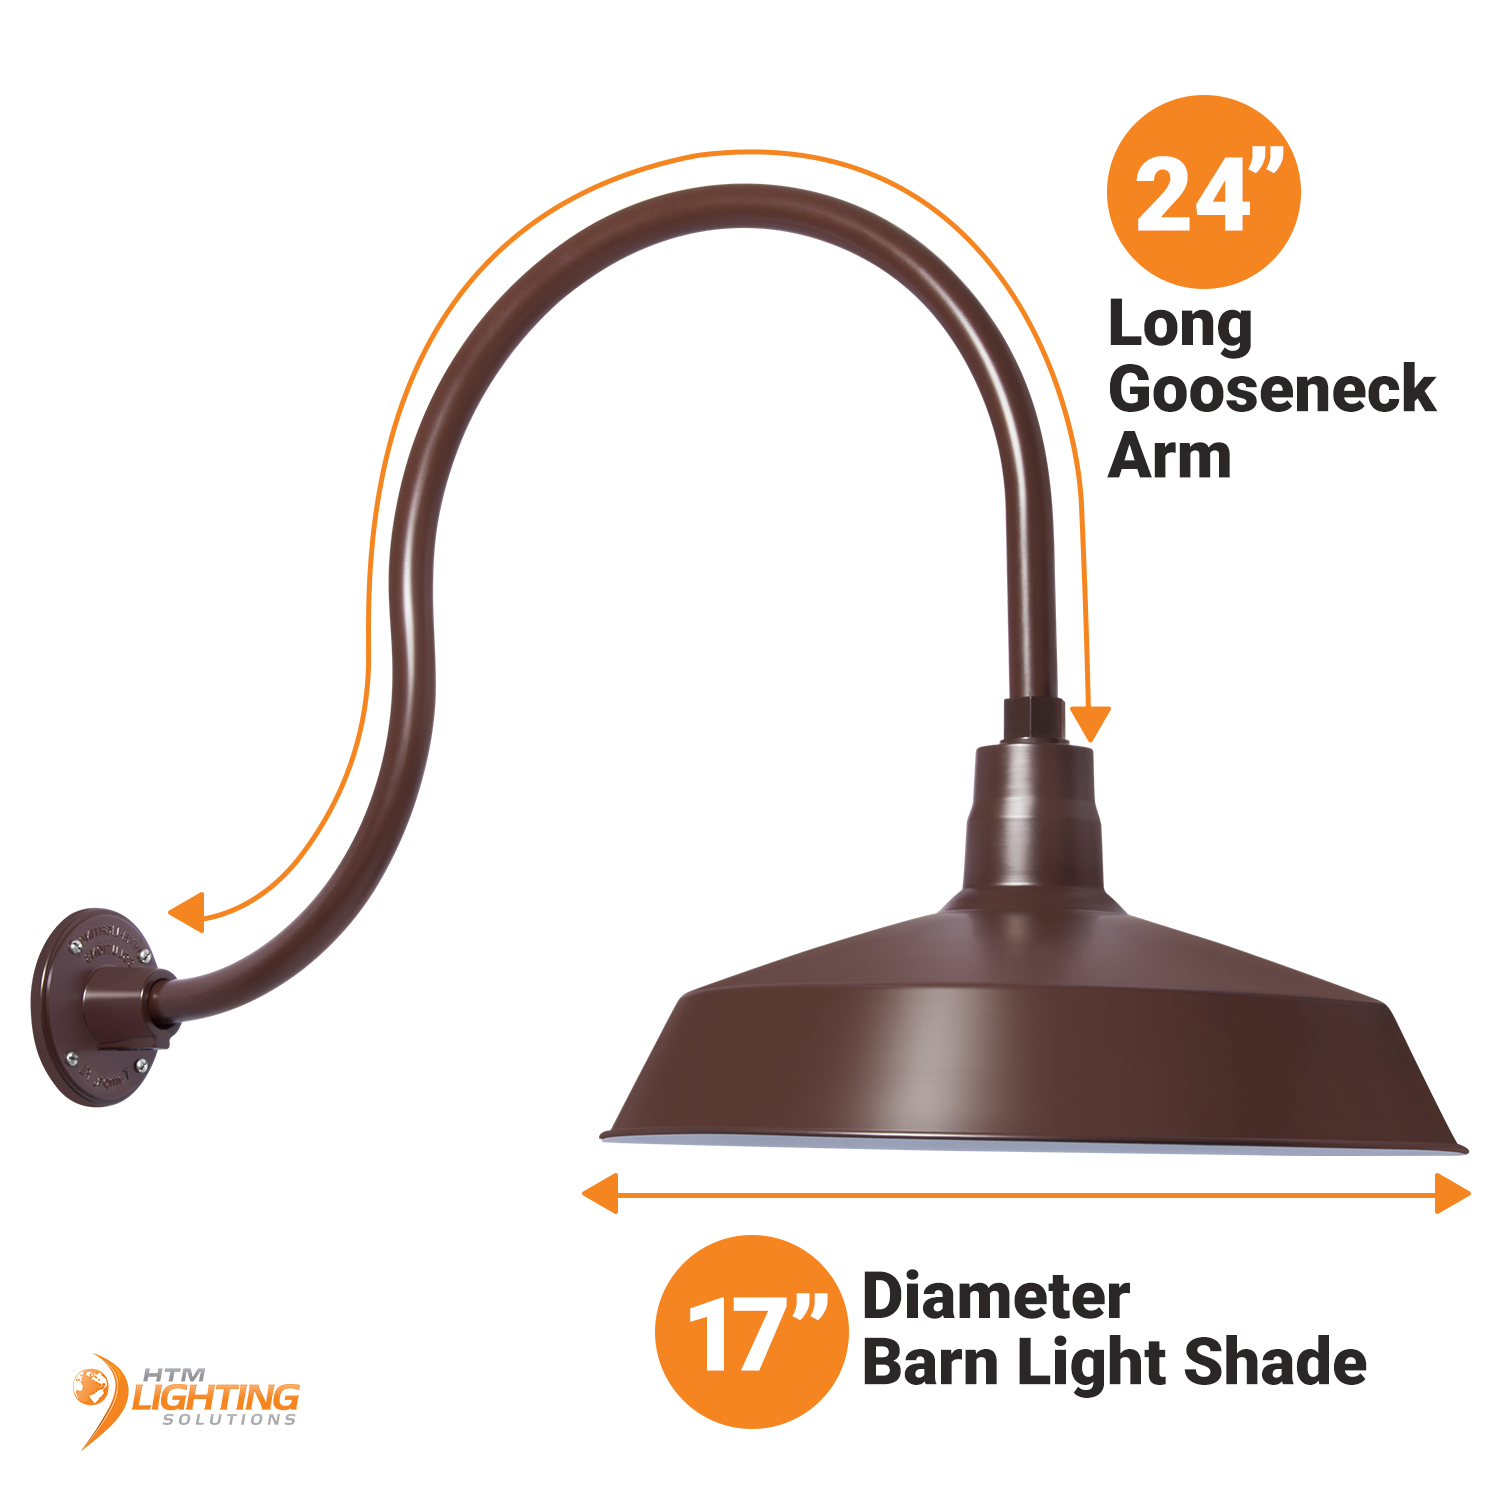 24”
Long
Gooseneck
Arm
17”
Diameter
Barn Light Shade
HTM
LIGHTING
SOLUTIONS